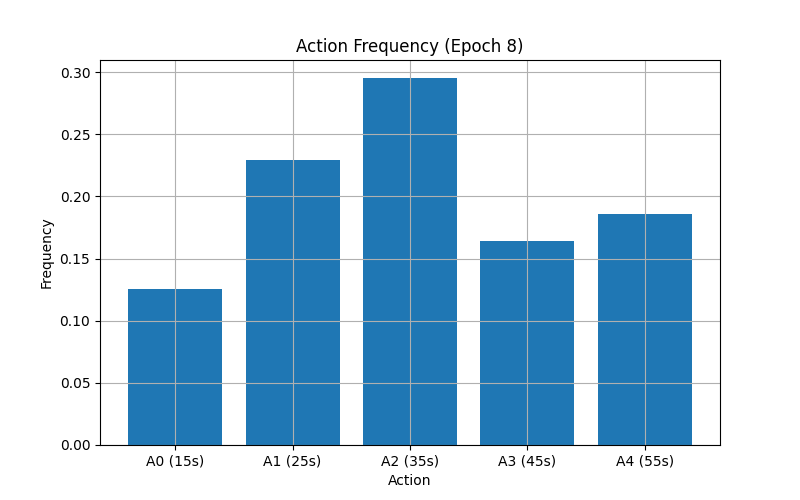 Action Frequency (Epoch 8)
0.30
0.25
0.20
0.15
0.10
0.05
0.00
Frequency
A0 (15s) A1 (25s) A2 (35s) A3 (45s) A4 (55s)
Action